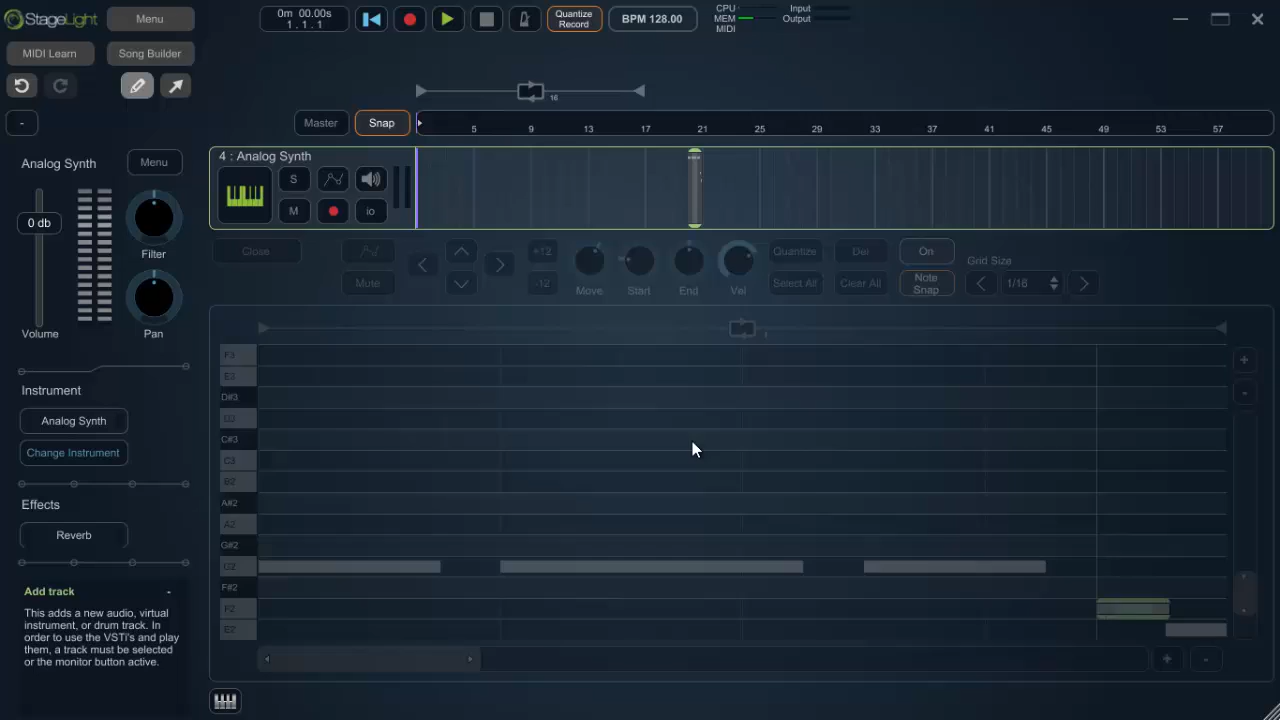 STAGELIGHT
Menu
0m 00.00s
1. 1. 1
Quantize
Record
BPM 128.00
CPU
MEM
MIDI
Input
Output
MIDI Learn
Song Builder
16
-
Master
Snap
5 9 13 17 21 25 29 33 37 41 45 49 53 57
Analog Synth
Menu
4 : Analog Synth
S
M
io
0 db
Filter
Volume
Pan
Close
Mute
+12
-12
Move
Start
End
Vel
Quantize
Select All
Del
Clear All
On
Note
Snap
Grid Size
1/16
Instrument
Analog Synth
Change Instrument
Effects
Reverb
Add track
-
This adds a new audio, virtual
instrument, or drum track. In
order to use the VSTi's and play
them, a track must be selected
or the monitor button active.
D#3
C#3
C3
B2
A#2
A2
G#2
G2
F#2
F2
E2
+
-
+
-